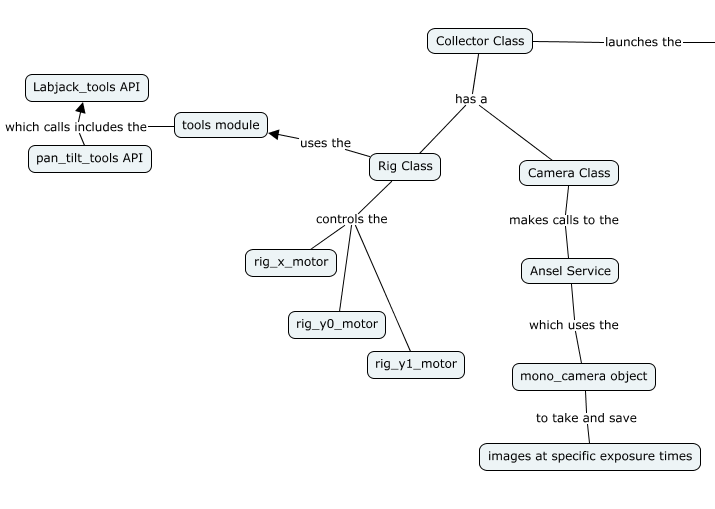 Collector Class
launches the
Labjack_tools API
has a
which calls includes the
tools module
uses the
pan_tilt_tools API
Rig Class
Camera Class
controls the
makes calls to the
rig_x_motor
Ansel Service
rig_y0_motor
which uses the
rig_y1_motor
mono_camera object
to take and save
images at specific exposure times